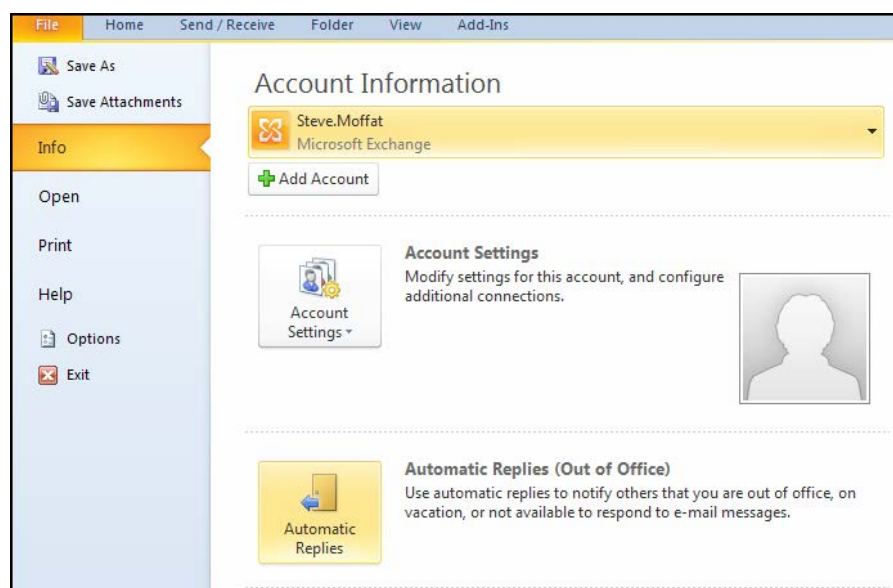 File Home Send / Receive Folder View Add-Ins
Save As
Save Attachments
Info
Open
Print
Help
Options
Exit
Account Information
Steve.Moffat
Microsoft Exchange
Add Account
Account
Settings
Account Settings
Modify settings for this account, and configure
additional connections.
Automatic
Replies
Automatic Replies (Out of Office)
Use automatic replies to notify others that you are out of office, on
vacation, or not available to respond to e-mail messages.